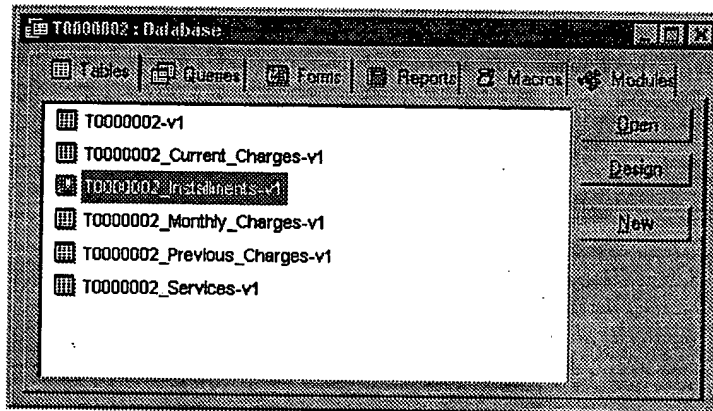 T0000002 : Database
Tables Queries Forms Reports Macros Modules
T0000002-v1
T0000002_Current_Charges-v1
T0000002_Installments-v1
T0000002_Monthly_Charges-v1
T0000002_Previous_Charges-v1
T0000002_Services-v1
Open
Design
New